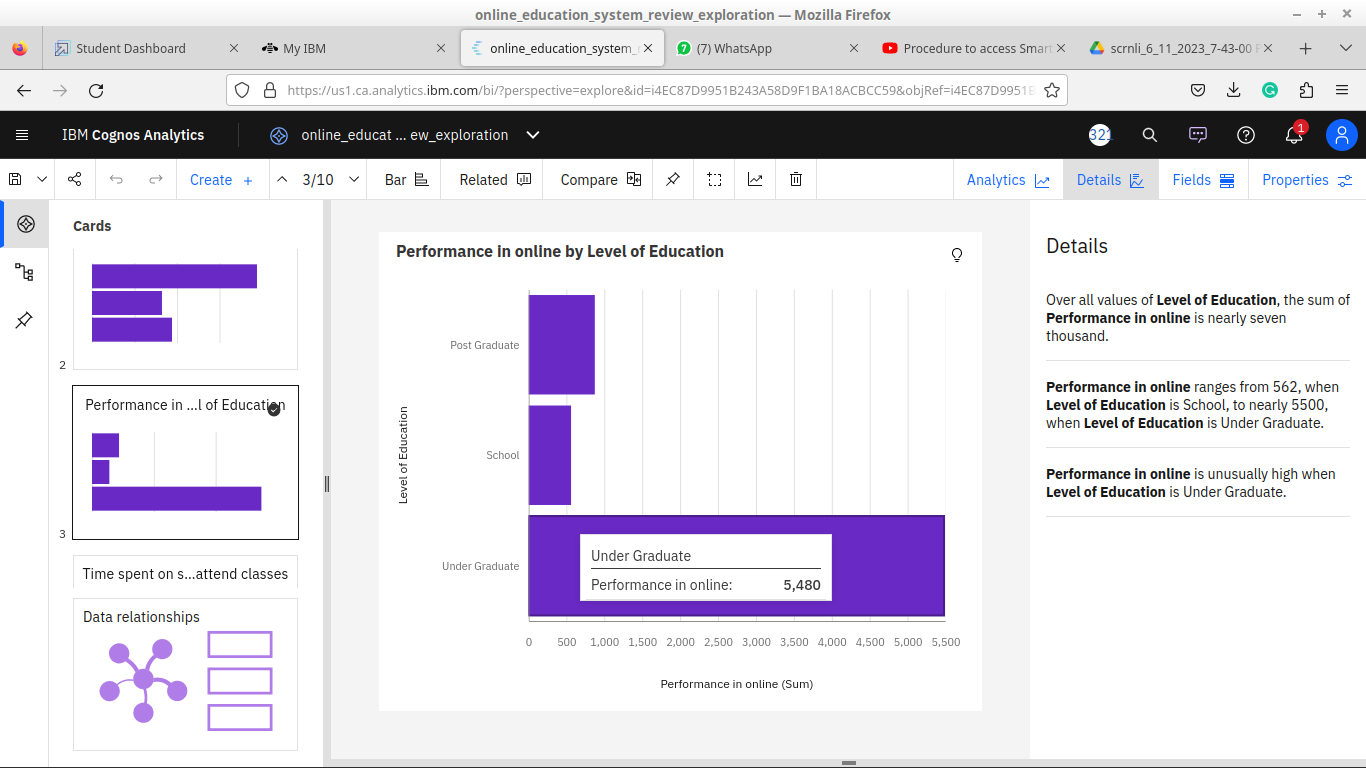 online_education_system_review_exploration — Mozilla Firefox
Student Dashboard
My IBM
online_education_system_
(7) WhatsApp
Procedure to access Smar
scrnli_6_11_2023_7-43-00
https://us1.ca.analytics.ibm.com/bi/?perspective=explore&id=i4EC87D9951B243A58D9F1BA18ACBCC59&objRef=i4EC87D9951B
IBM Cognos Analytics
online_educat ... ew_exploration
321
1
Create +
3/10
Bar
Related
Compare
Analytics
Details
Fields
Properties
Cards
2
Performance in ...l of Education
3
Time spent on s...attend classes
Data relationships
Performance in online by Level of Education
Level of Education
Post Graduate
School
Under Graduate
Under Graduate
Performance in online: 5,480
0 500 1,000 1,500 2,000 2,500 3,000 3,500 4,000 4,500 5,000 5,500
Performance in online (Sum)
Details
Over all values of Level of Education, the sum of
Performance in online is nearly seven
thousand.
Performance in online ranges from 562, when
Level of Education is School, to nearly 5500,
when Level of Education is Under Graduate.
Performance in online is unusually high when
Level of Education is Under Graduate.